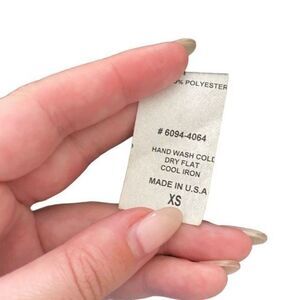 % POLYESTER
# 6094-4064
HAND WASH COLD
DRY FLAT
COOL IRON
MADE IN U.S.A
XS